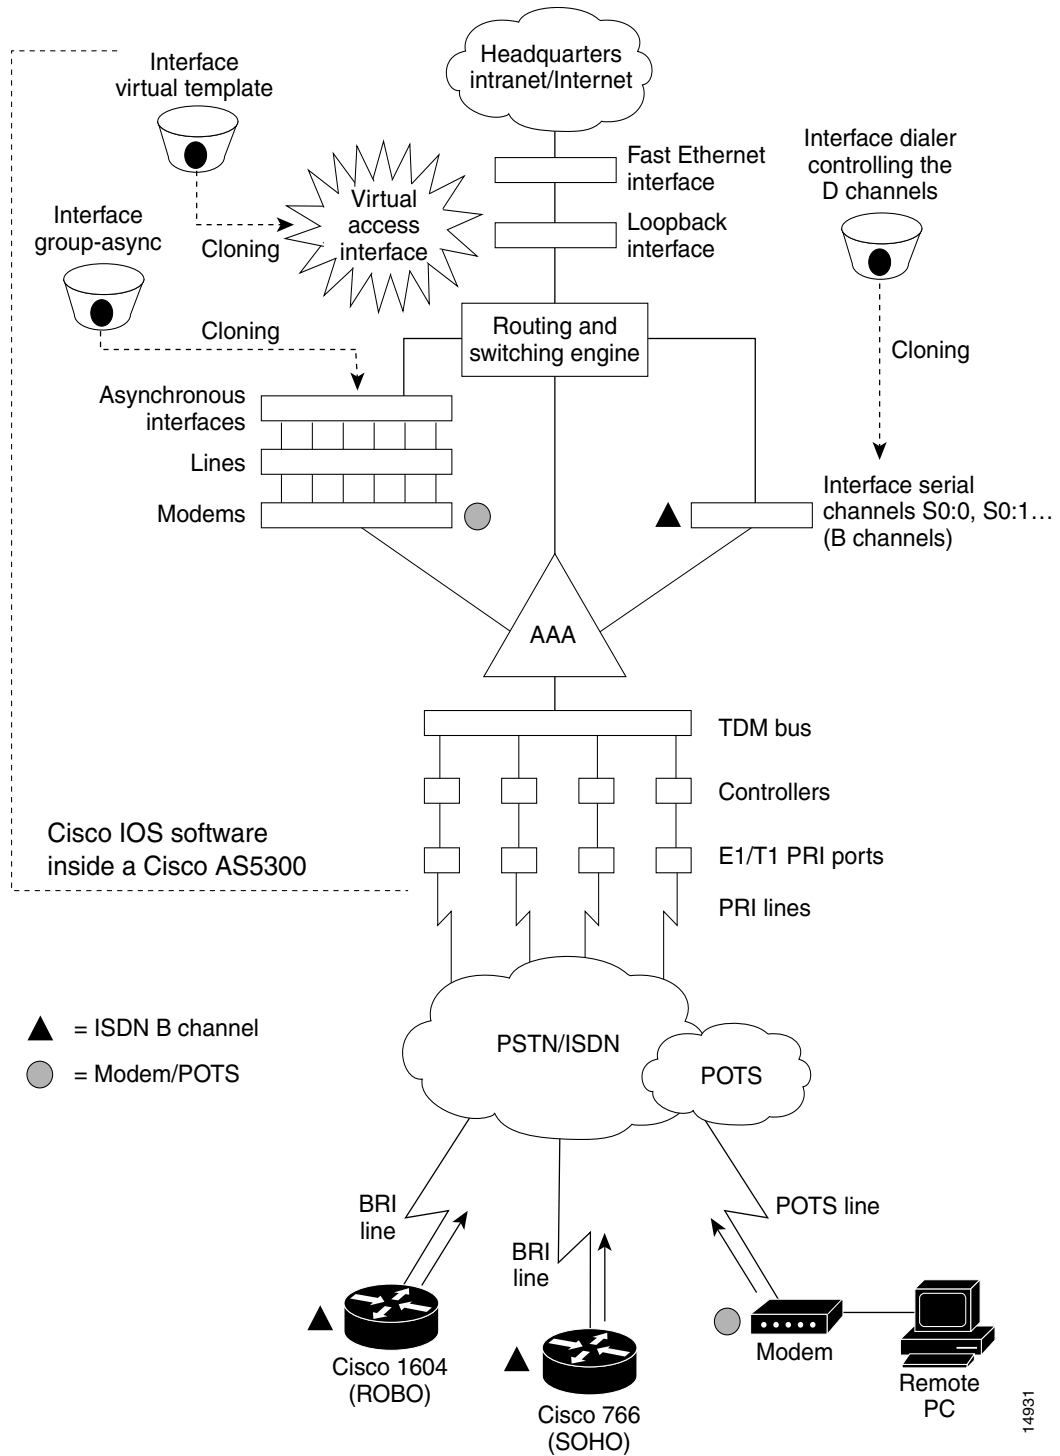 Headquarters
intranet/Internet
Interface
virtual template
Fast Ethernet
interface
Interface dialer
controlling the
D channels
Virtual
access
interface
Interface
group-async
Cloning
Loopback
interface
Cloning
Routing and
switching engine
Cloning
Asynchronous
interfaces
Lines
Modems
Interface serial
channels S0:0, S0:1…
(B channels)
AAA
TDM bus
Controllers
Cisco IOS software
inside a Cisco AS5300
E1/T1 PRI ports
PRI lines
= ISDN B channel
= Modem/POTS
PSTN/ISDN
POTS
BRI
line
BRI
line
POTS line
Cisco 1604
(ROBO)
Cisco 766
(SOHO)
Modem
Remote
PC
14931